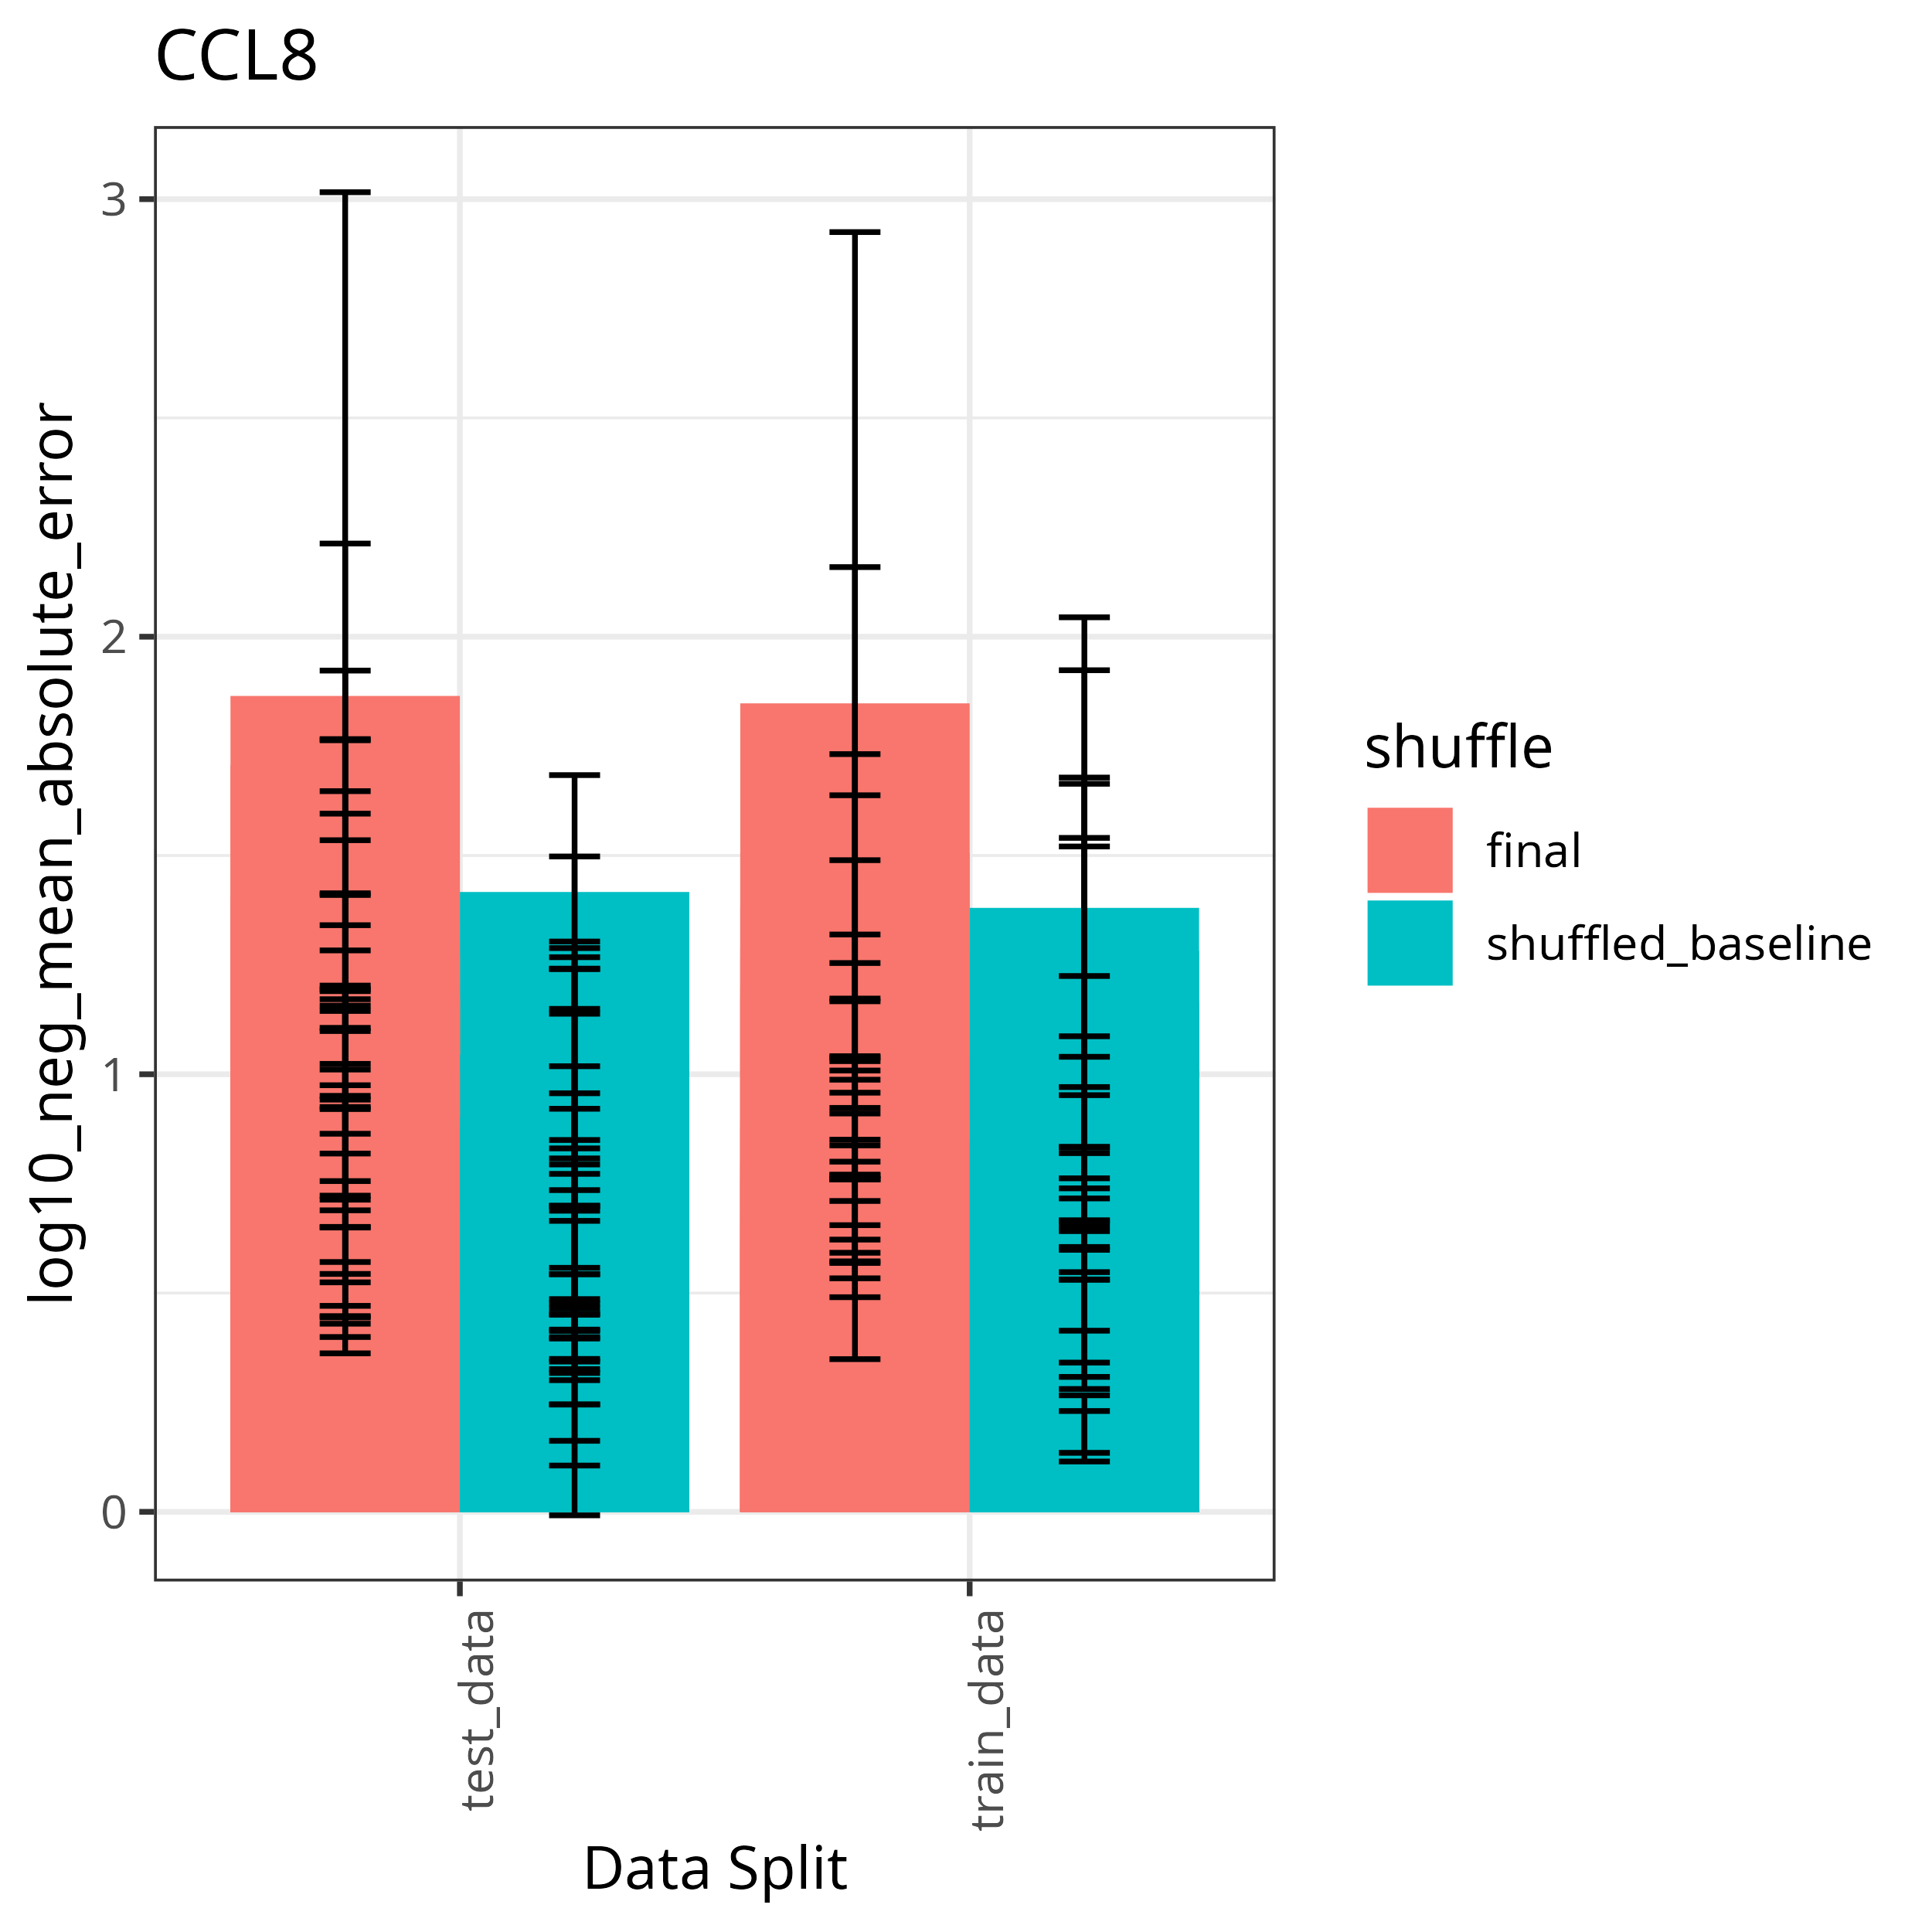 CCL8
log10_neg_mean_absolute_error
3
2
1
0
test_data
train_data
Data Split
shuffle
final
shuffled_baseline